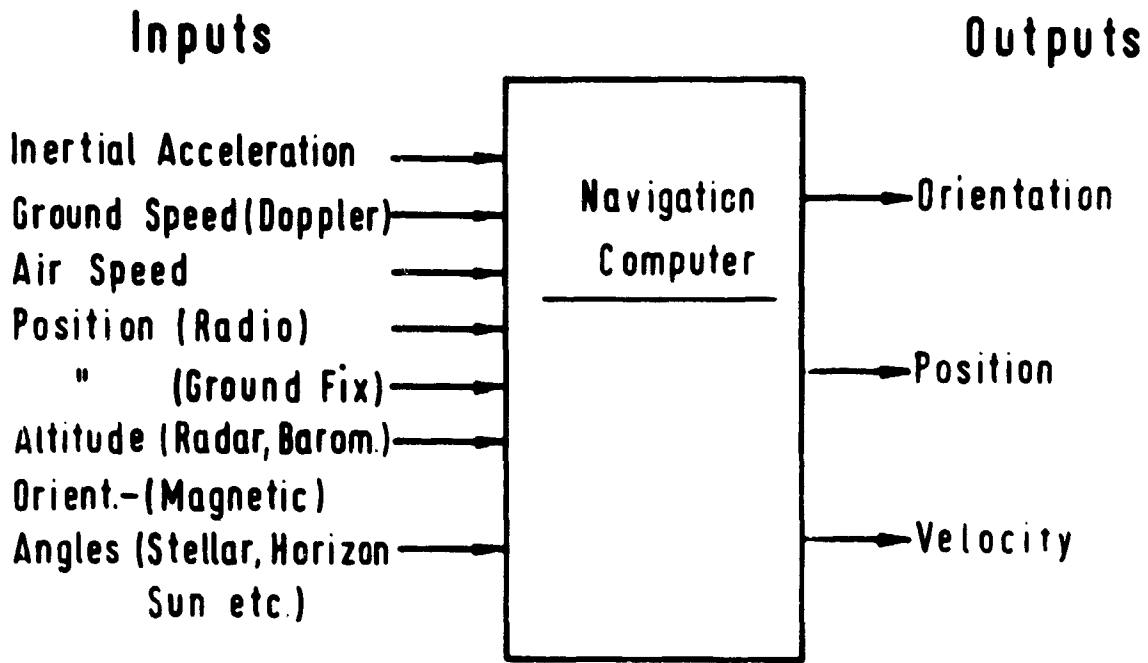 Inputs
Outputs
Inertial Acceleration
Ground Speed (Doppler)
Air Speed
Position (Radio)
" (Ground Fix)
Altitude (Radar, Barom.)
Orient.-(Magnetic)
Angles (Stellar, Horizon
Sun etc.)
Navigation
Computer
Orientation
Position
Velocity